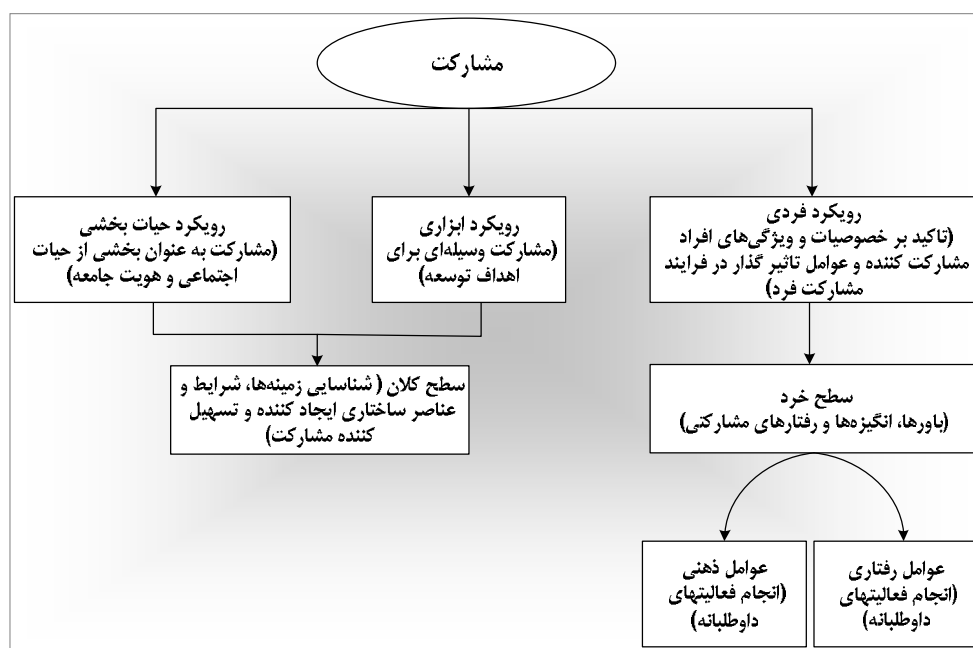 مشارکت
رویکرد فردی
(تاکید بر خصوصیات و ویژگی‌های افراد
مشارکت کننده و عوامل تاثیر گذار در فرایند
مشارکت فرد)
رویکرد ابزاری
(مشارکت وسیله‌ای برای
اهداف توسعه)
رویکرد حیات بخشی
(مشارکت به عنوان بخشی از حیات
اجتماعی و هویت جامعه)
سطح خرد
(باورها، انگیزه‌ها و رفتارهای مشارکتی)
سطح کلان ( شناسایی زمینه‌ها، شرایط و
عناصر ساختاری ایجاد کننده و تسهیل
کننده مشارکت)
عوامل رفتاری
(انجام فعالیتهای
داوطلبانه)
عوامل ذهنی
(انجام فعالیتهای
داوطلبانه)